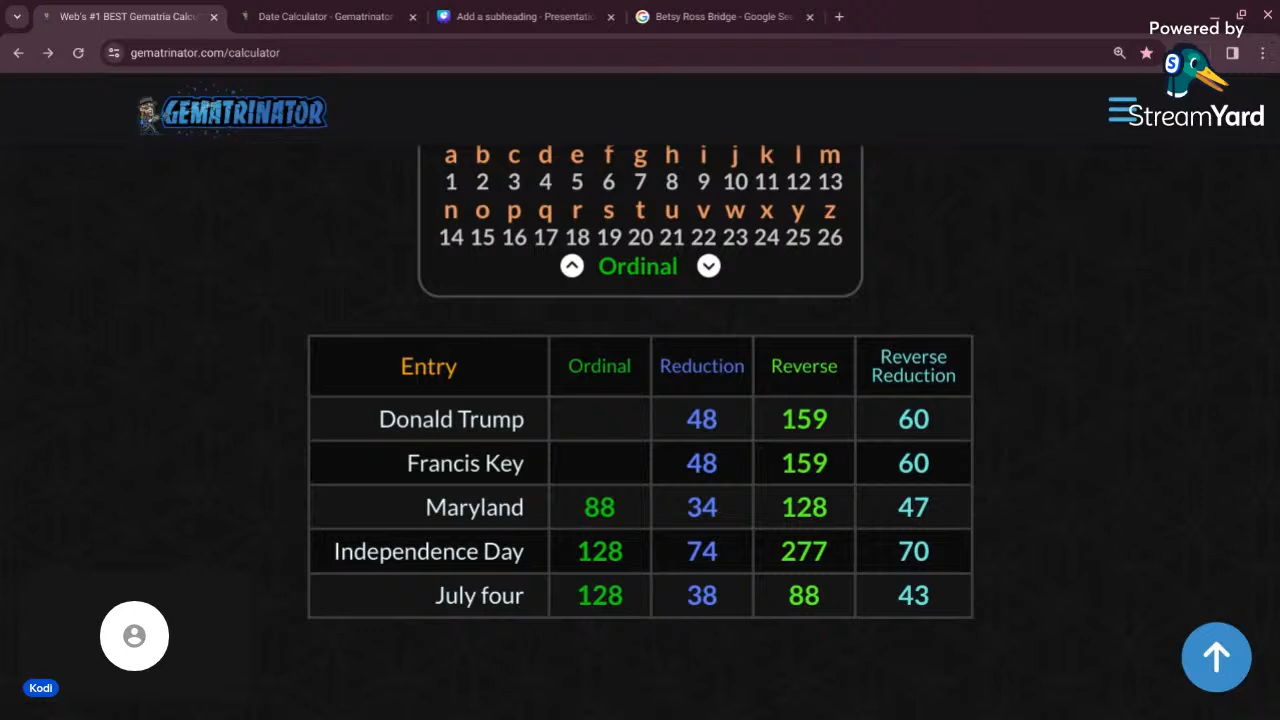 Web's #1 BEST Gematria Calcu
Date Calculator - Gematrinator
Add a subheading - Presentatio
Betsy Ross Bridge - Google Sea
Powered by
gematrinator.com/calculator
GEMATRINATOR
StreamYard
a b c d e f g h i j k l m
1 2 3 4 5 6 7 8 9 10 11 12 13
n o p q r s t u v w x y z
14 15 16 17 18 19 20 21 22 23 24 25 26
Ordinal
Entry Ordinal Reduction Reverse Reverse Reduction
Donald Trump 48 159 60
Francis Key 48 159 60
Maryland 88 34 128 47
Independence Day 128 74 277 70
July four 128 38 88 43
Kodi